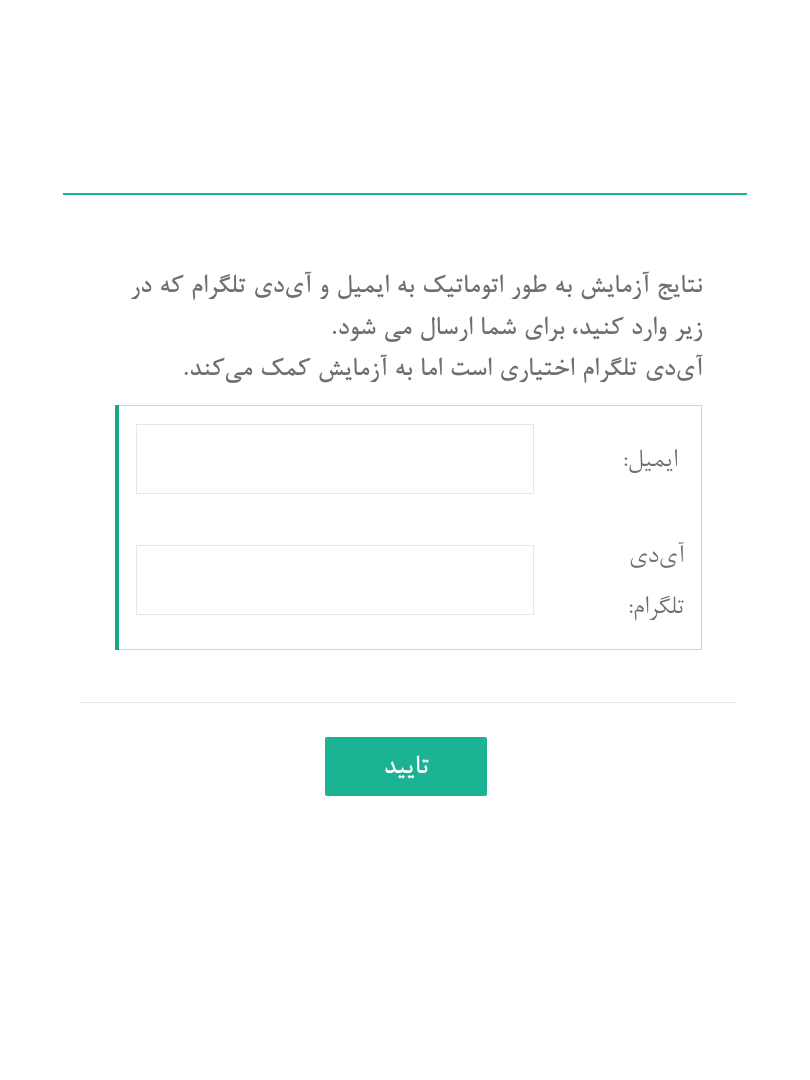 نتایج آزمایش به طور اتوماتیک به ایمیل و آی‌دی تلگرام که در
زیر وارد کنید، برای شما ارسال می شود.
آی‌دی تلگرام اختیاری است اما به آزمایش کمک می‌کند.
ایمیل:
آی‌دی
تلگرام:
تایید